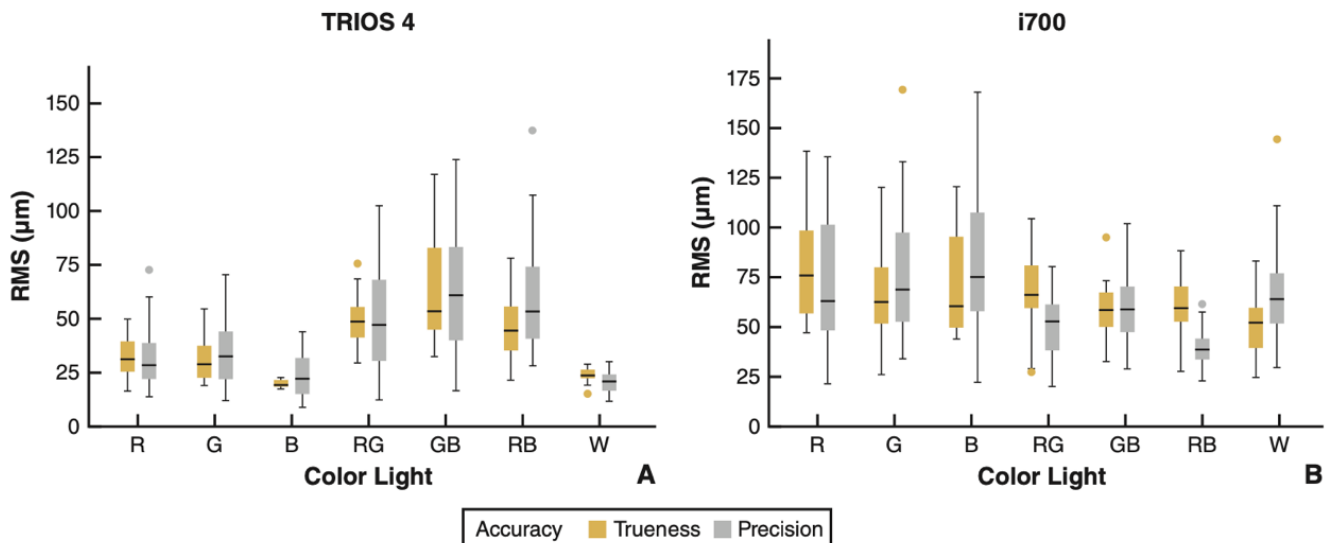 TRIOS 4
RMS (µm)
150
125
100
75
50
25
0
R G B RG GB RB W
Color Light
A
i700
RMS (µm)
175
150
125
100
75
50
25
0
R G B RG GB RB W
Color Light
B
Accuracy Trueness Precision